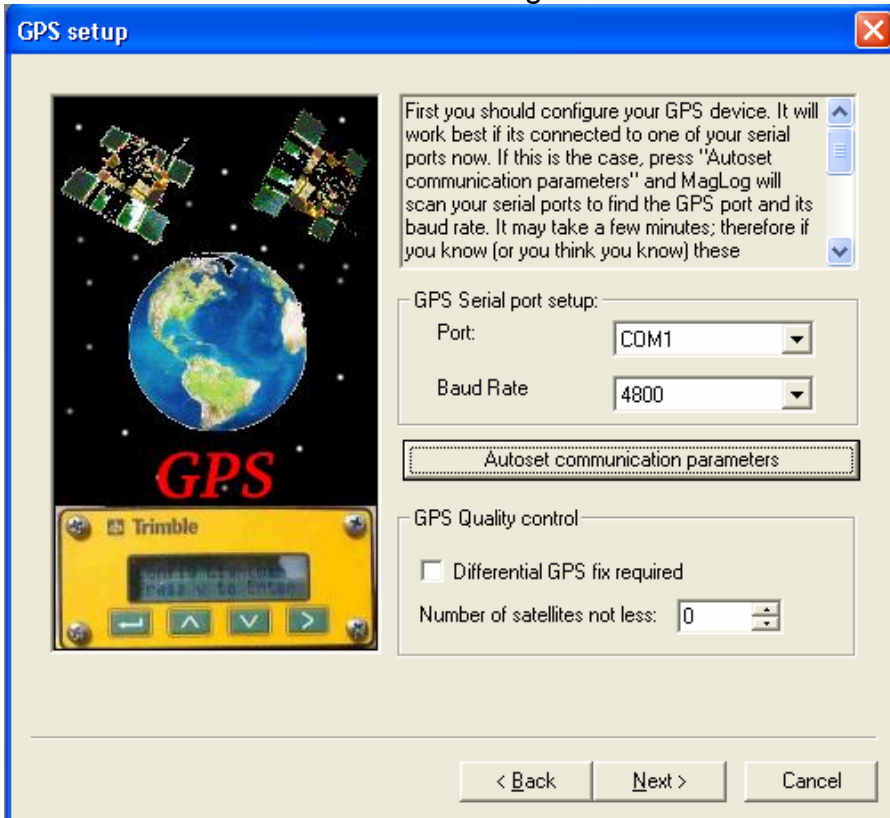 GPS setup
First you should configure your GPS device. It will
work best if its connected to one of your serial
ports now. If this is the case, press "Autoset
communication parameters" and MagLog will
scan your serial ports to find the GPS port and its
baud rate. It may take a few minutes; therefore if
you know (or you think you know) these
GPS Serial port setup:
Port:
COM1
Baud Rate
4800
Autoset communication parameters
GPS
Trimble
Press v to Enter
GPS Quality control
Differential GPS fix required
Number of satellites not less:
0
< Back
Next >
Cancel